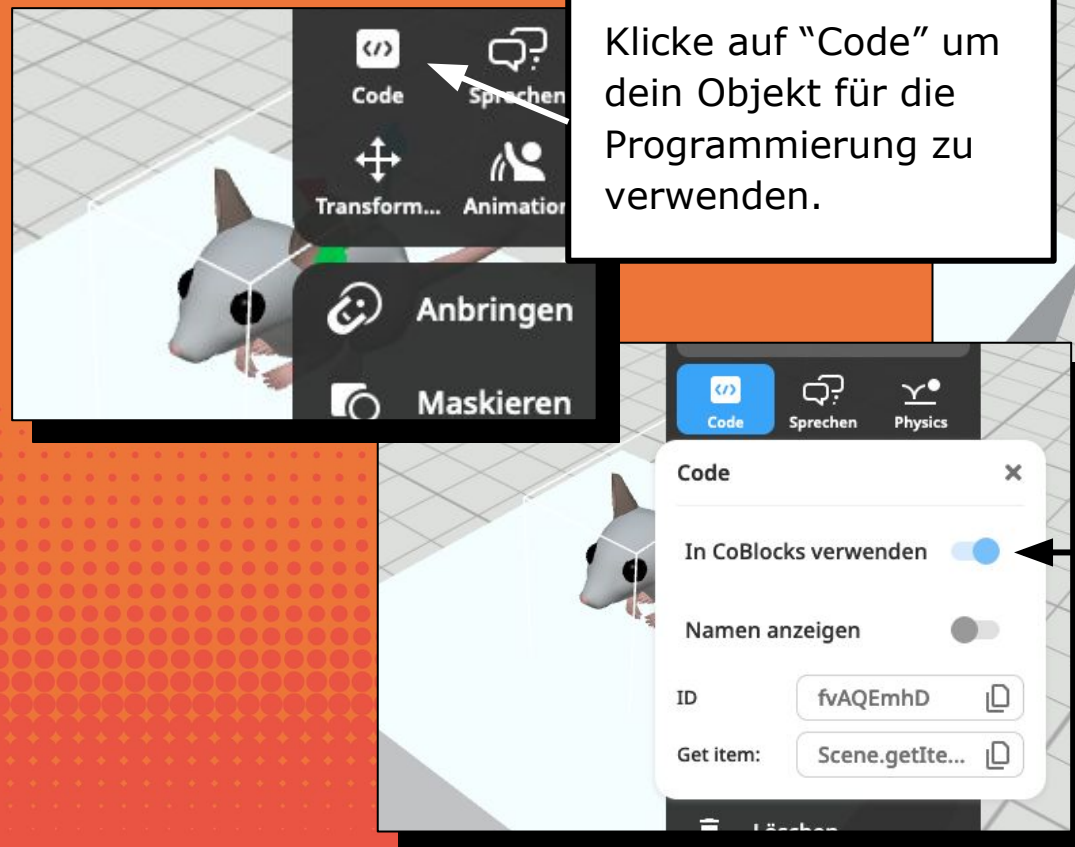 Klicke auf “Code” um
dein Objekt für die
Programmierung zu
verwenden.
Code Sprechen
Transform... Animation
Anbringen
Maskieren
Code Sprechen Physics
Code
In CoBlocks verwenden
Namen anzeigen
ID fvAQEmhD
Get item: Scene.getIte...
Löschen